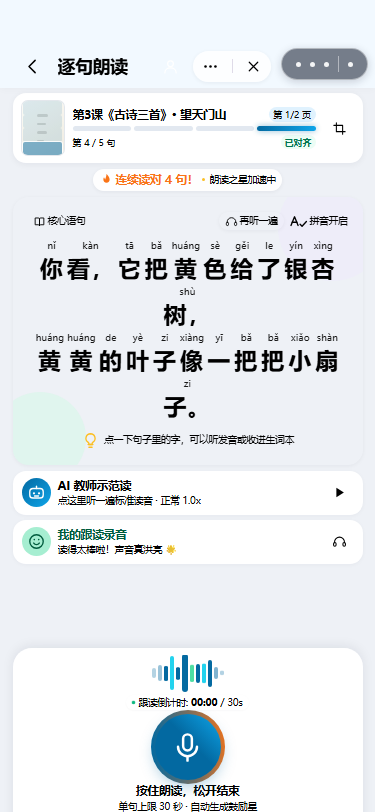 逐句朗读
第3课《古诗三首》• 望天门山
第 1/2 页
第 4 / 5 句
已对齐
连续读对 4 句！ • 朗读之星加速中
核心语句
再听一遍
拼音开启
nǐ kàn tā bǎ huáng sè gěi le yín xìng
你看，它把黄色给了银杏
shù
树，
huáng huáng de yè zi xiàng yī bǎ bǎ xiǎo shàn
黄黄的叶子像一把把小扇
zi
子。
点一下句子里的字，可以听发音或收进生词本
AI 教师示范读
点这里听一遍标准读音 · 正常 1.0x
我的跟读录音
读得太棒啦！声音真洪亮
跟读倒计时: 00:00 / 30s
按住朗读，松开结束
单句上限 30 秒 · 自动生成鼓励星